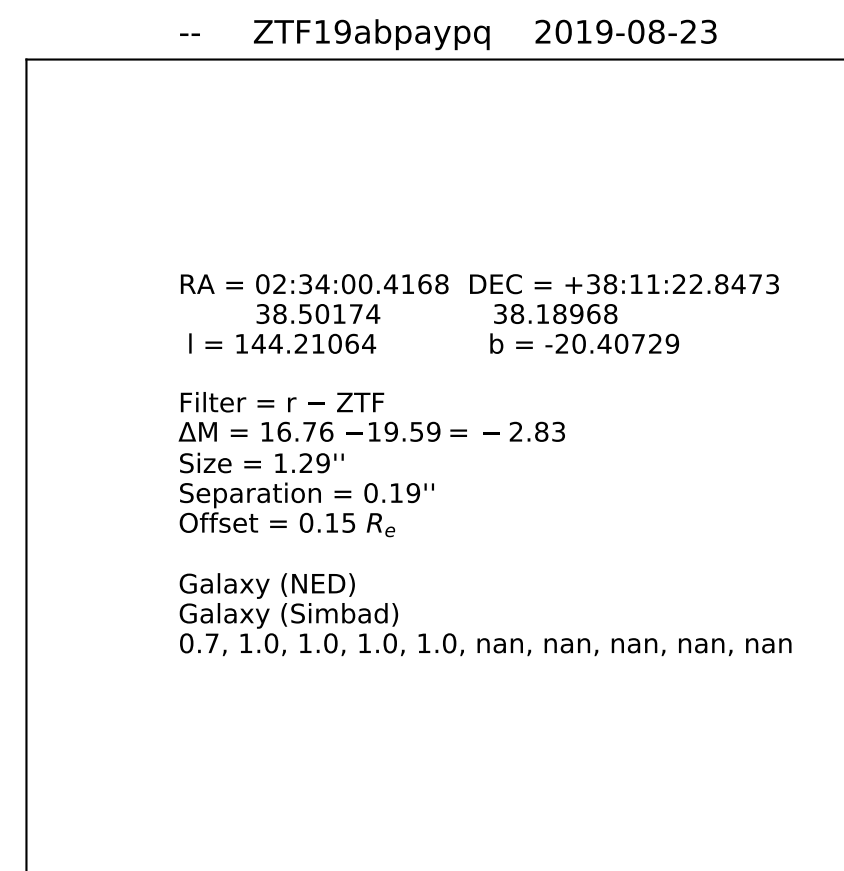 -- ZTF19abpaypq 2019-08-23
RA = 02:34:00.4168 DEC = +38:11:22.8473
38.50174 38.18968
l = 144.21064 b = -20.40729
Filter = r − ZTF
ΔM = 16.76 −19.59 = − 2.83
Size = 1.29''
Separation = 0.19''
Offset = 0.15 Re
Galaxy (NED)
Galaxy (Simbad)
0.7, 1.0, 1.0, 1.0, 1.0, nan, nan, nan, nan, nan